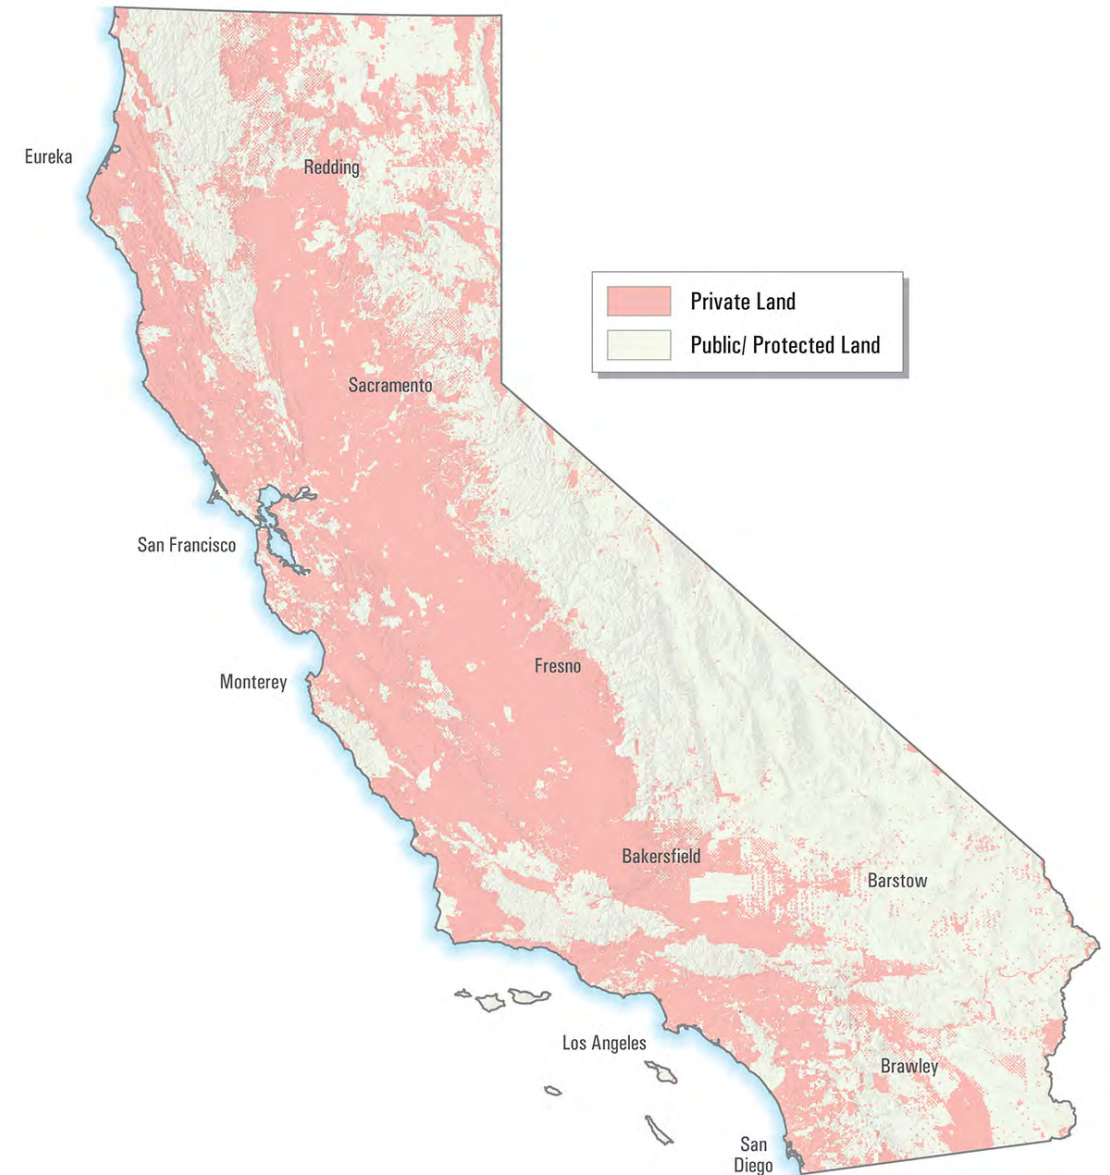 Eureka
Redding
Private Land
Public/ Protected Land
Sacramento
San Francisco
Fresno
Monterey
Bakersfield
Barstow
Los Angeles
Brawley
San
Diego